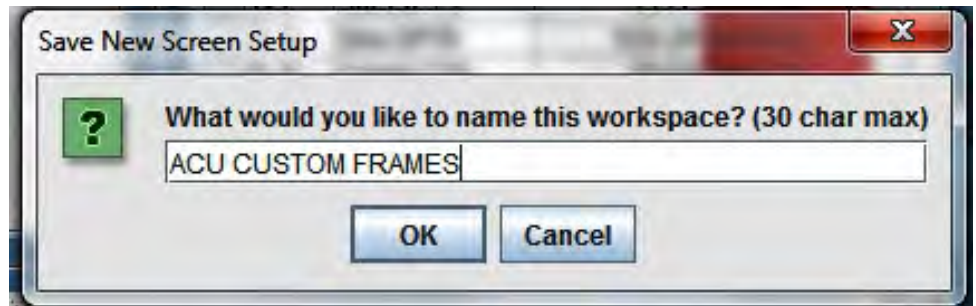 Save New Screen Setup
What would you like to name this workspace? (30 char max)
ACU CUSTOM FRAMES
OK
Cancel